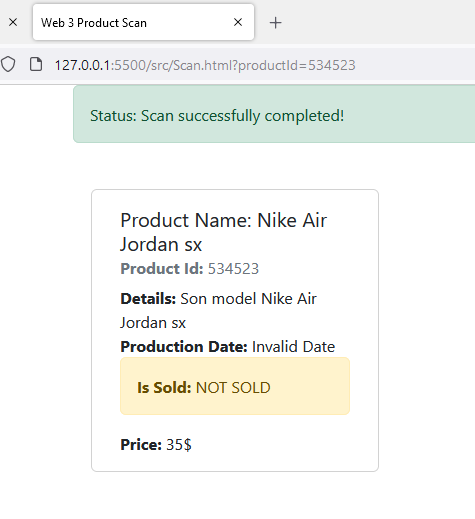 Web 3 Product Scan
127.0.0.1:5500/src/Scan.html?productId=534523
Status: Scan successfully completed!
Product Name: Nike Air
Jordan sx
Product Id: 534523
Details: Son model Nike Air
Jordan sx
Production Date: Invalid Date
Is Sold: NOT SOLD
Price: 35$